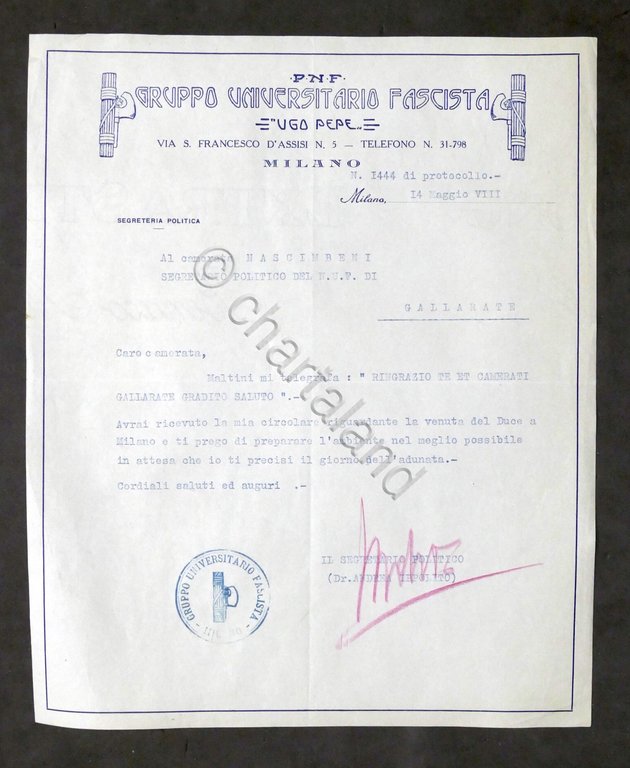 ·P·N·F·
GRUPPO UNIVERSITARIO FASCISTA
"UGO PEPE"
VIA S. FRANCESCO D'ASSISI N. 5 — TELEFONO N. 31-798
MILANO
N. 1444 di protocollo.-
Milano, 14 Maggio VIII
SEGRETERIA POLITICA
Al camerata NASCIMBENI
SEGRETARIO POLITICO DEL N.U.F. DI
GALLARATE
Caro camerata,
Maltini mi telegrafa : " RINGRAZIO TE ET CAMERATI
GALLARATE GRADITO SALUTO ".-
Avrai ricevuto la mia circolare riguardante la venuta del Duce a
Milano e ti prego di preparare l'ambiente nel meglio possibile
in attesa che io ti precisi il giorno dell'adunata.-
Cordiali saluti ed auguri .-
IL SEGRETARIO POLITICO
(Dr. ANDREA IPPOLITO)
GRUPPO UNIVERSITARIO FASCISTA
© chartaland